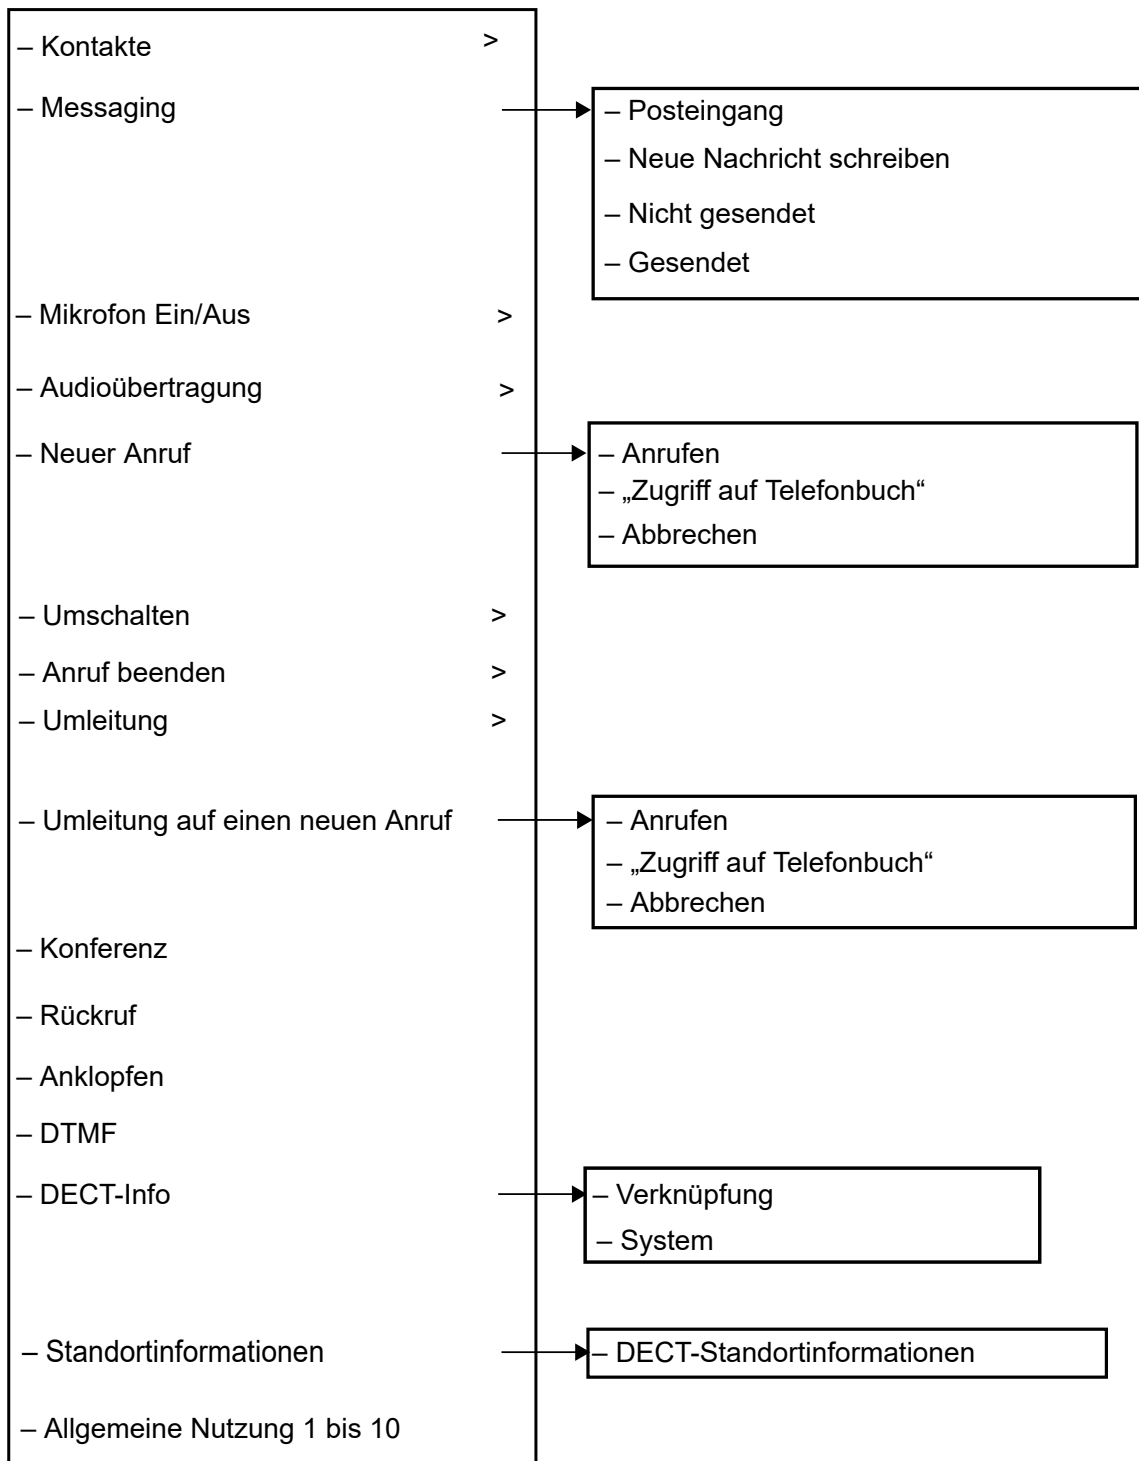 – Kontakte >
– Messaging
– Posteingang
– Neue Nachricht schreiben
– Nicht gesendet
– Gesendet
– Mikrofon Ein/Aus >
– Audioübertragung >
– Neuer Anruf
– Anrufen
– „Zugriff auf Telefonbuch“
– Abbrechen
– Umschalten >
– Anruf beenden >
– Umleitung >
– Umleitung auf einen neuen Anruf
– Anrufen
– „Zugriff auf Telefonbuch“
– Abbrechen
– Konferenz
– Rückruf
– Anklopfen
– DTMF
– DECT-Info
– Verknüpfung
– System
– Standortinformationen
– DECT-Standortinformationen
– Allgemeine Nutzung 1 bis 10